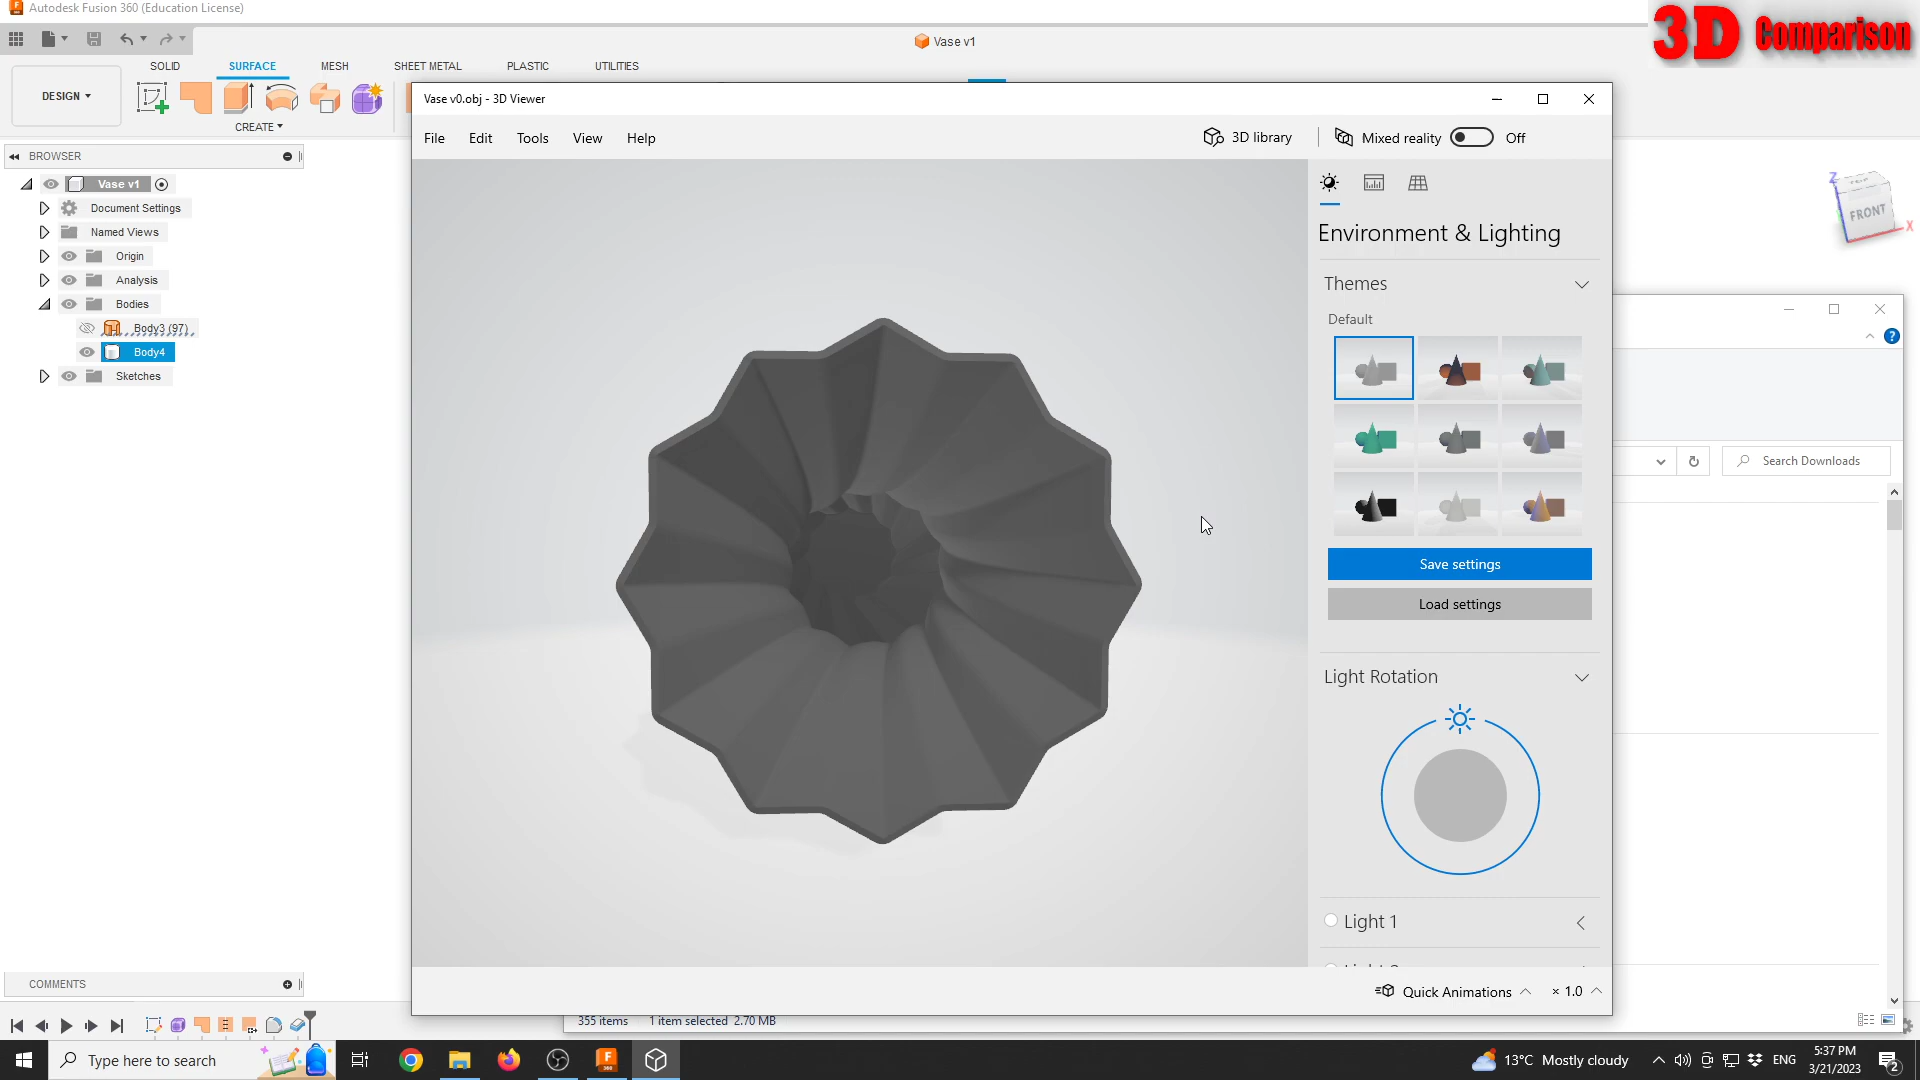 Autodesk Fusion 360 (Education License)
3D Comparison
Vase v1
SOLID SURFACE MESH SHEET METAL PLASTIC UTILITIES
DESIGN
CREATE
Vase v0.obj - 3D Viewer
File Edit Tools View Help
3D library
Mixed reality
Off
BROWSER
Vase v1
Document Settings
Named Views
Origin
Analysis
Bodies
Body3 (97)
Body4
Sketches
Z
FRONT
X
Environment & Lighting
Themes
Default
Save settings
Load settings
Light Rotation
Light 1
Search Downloads
COMMENTS
Quick Animations
× 1.0
355 items 1 item selected 2.70 MB
Type here to search
13°C Mostly cloudy
ENG
5:37 PM
3/21/2023
2